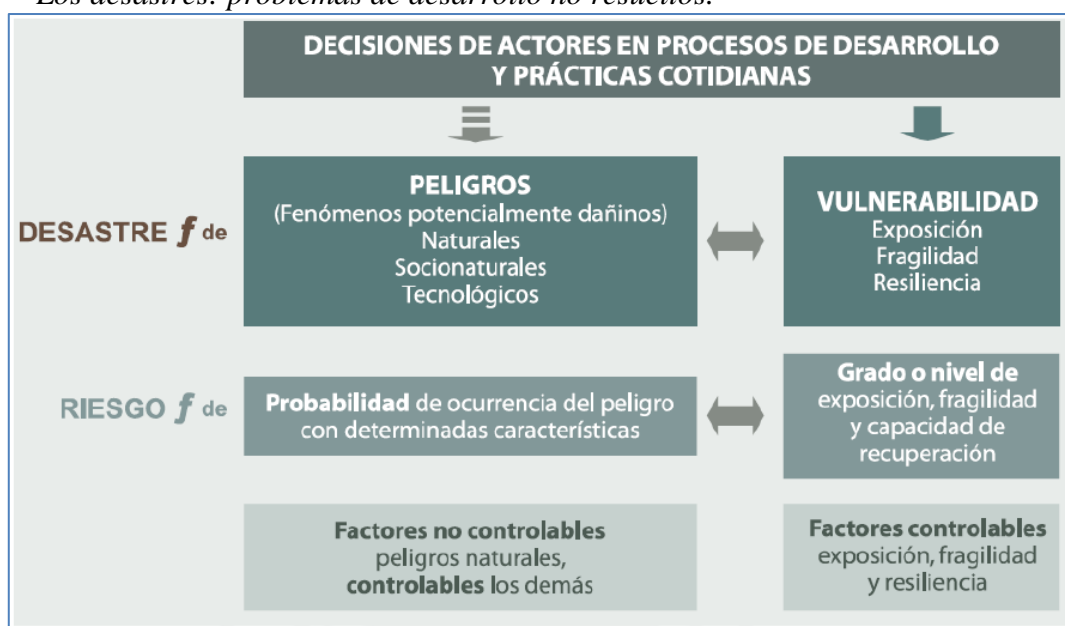 Los desastres: problemas de desarrollo no resueltos.
DECISIONES DE ACTORES EN PROCESOS DE DESARROLLO
Y PRÁCTICAS COTIDIANAS
DESASTRE ƒ de
PELIGROS
(Fenómenos potencialmente dañinos)
Naturales
Socionaturales
Tecnológicos
VULNERABILIDAD
Exposición
Fragilidad
Resiliencia
RIESGO ƒ de
Probabilidad de ocurrencia del peligro
con determinadas características
Grado o nivel de
exposición, fragilidad
y capacidad de
recuperación
Factores no controlables
peligros naturales,
controlables los demás
Factores controlables
exposición, fragilidad
y resiliencia